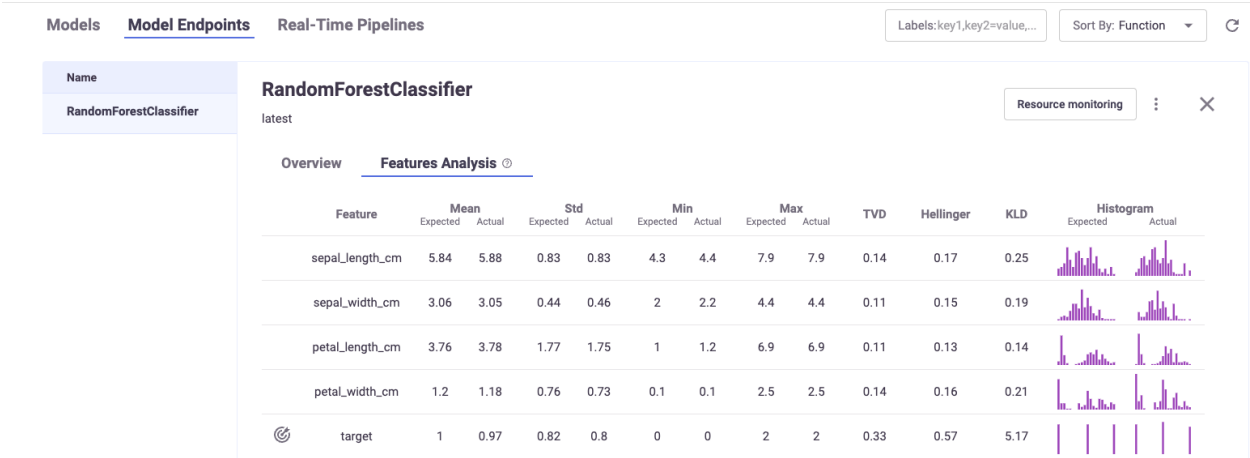 Models Model Endpoints Real-Time Pipelines Labels:key1,key2=value,... Sort By: Function
Name
RandomForestClassifier
RandomForestClassifier
latest
Resource monitoring
Overview Features Analysis
Feature Mean Std Min Max TVD Hellinger KLD Histogram
Expected Actual Expected Actual Expected Actual Expected Actual Expected Actual
sepal_length_cm 5.84 5.88 0.83 0.83 4.3 4.4 7.9 7.9 0.14 0.17 0.25
sepal_width_cm 3.06 3.05 0.44 0.46 2 2.2 4.4 4.4 0.11 0.15 0.19
petal_length_cm 3.76 3.78 1.77 1.75 1 1.2 6.9 6.9 0.11 0.13 0.14
petal_width_cm 1.2 1.18 0.76 0.73 0.1 0.1 2.5 2.5 0.14 0.16 0.21
target 1 0.97 0.82 0.8 0 0 2 2 0.33 0.57 5.17